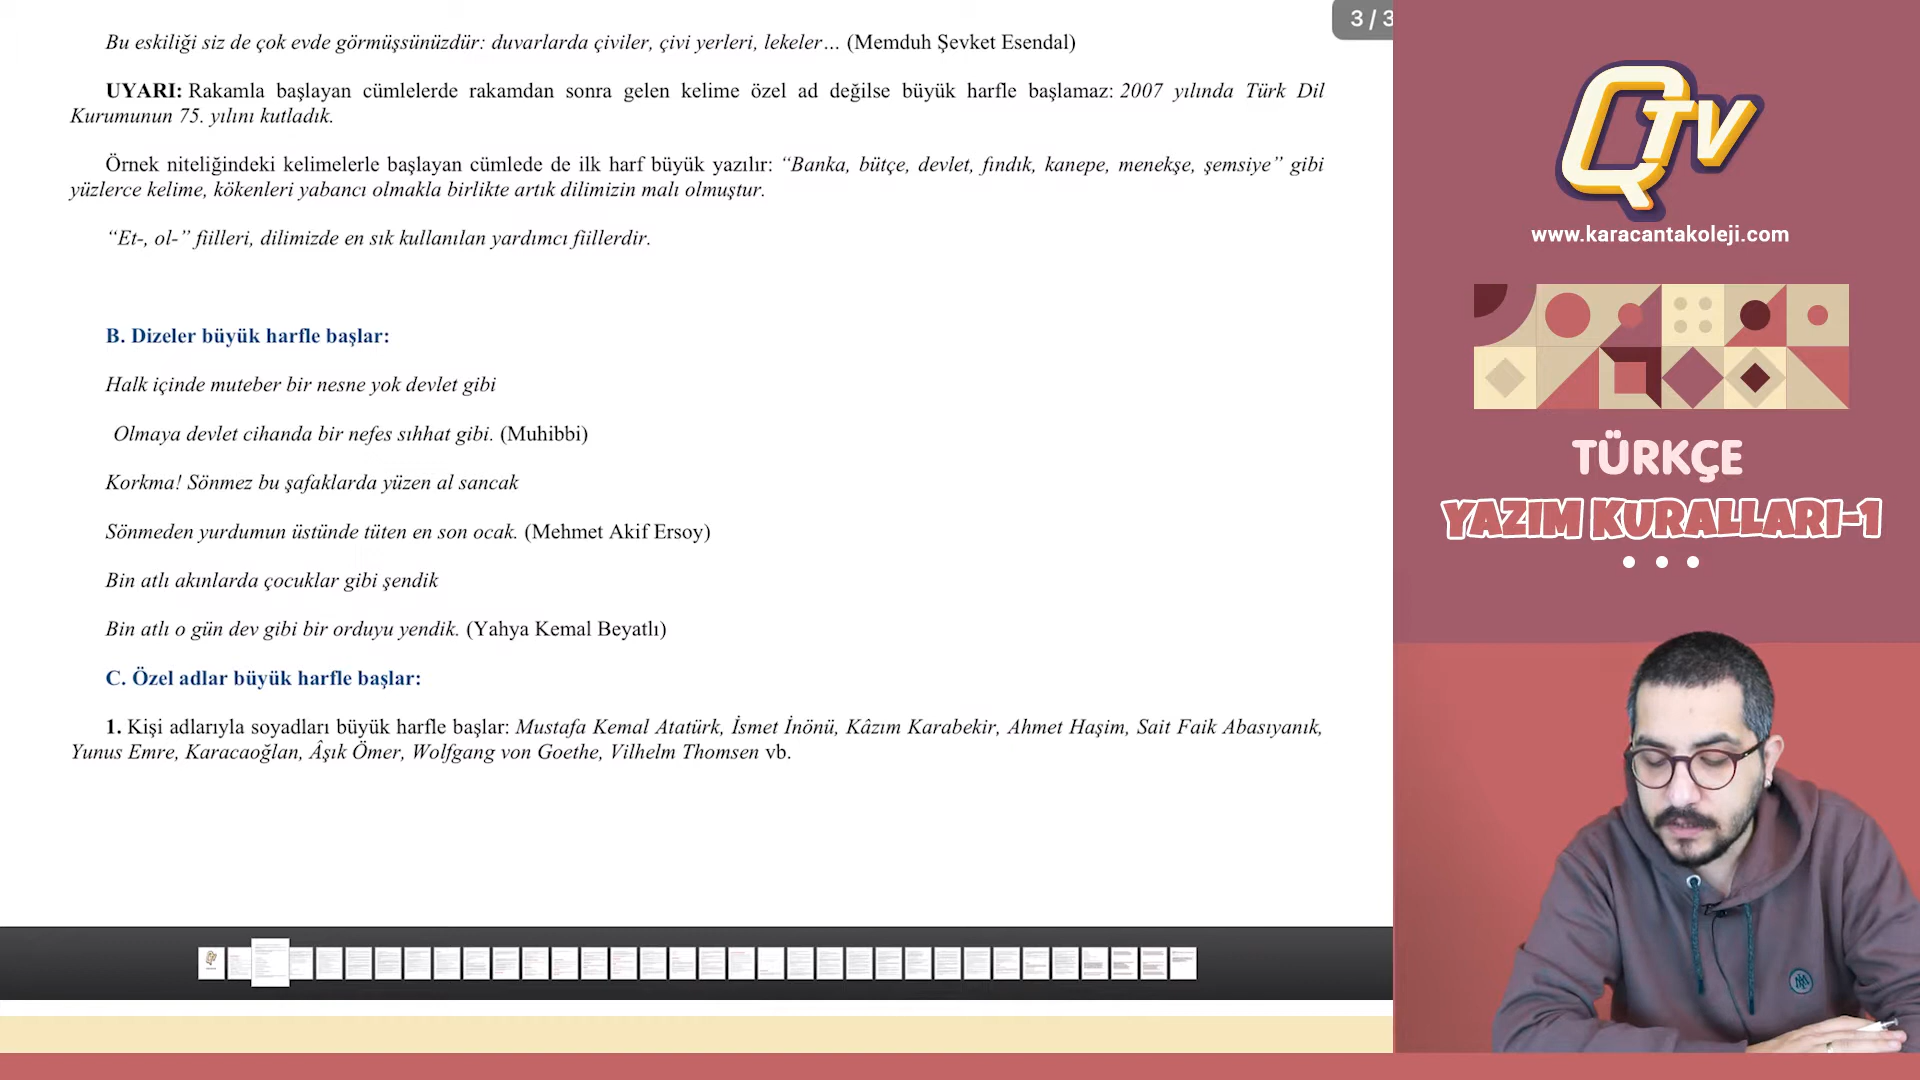 3 / 3
Bu eskiliği siz de çok evde görmüşsünüzdür: duvarlarda çiviler, çivi yerleri, lekeler… (Memduh Şevket Esendal)
UYARI: Rakamla başlayan cümlelerde rakamdan sonra gelen kelime özel ad değilse büyük harfle başlamaz: 2007 yılında Türk Dil
Kurumunun 75. yılını kutladık.
Örnek niteliğindeki kelimelerle başlayan cümlede de ilk harf büyük yazılır: “Banka, bütçe, devlet, fındık, kanepe, menekşe, şemsiye” gibi
yüzlerce kelime, kökenleri yabancı olmakla birlikte artık dilimizin malı olmuştur.
“Et-, ol-” fiilleri, dilimizde en sık kullanılan yardımcı fiillerdir.
B. Dizeler büyük harfle başlar:
Halk içinde muteber bir nesne yok devlet gibi
Olmaya devlet cihanda bir nefes sıhhat gibi. (Muhibbi)
Korkma! Sönmez bu şafaklarda yüzen al sancak
Sönmeden yurdumun üstünde tüten en son ocak. (Mehmet Akif Ersoy)
Bin atlı akınlarda çocuklar gibi şendik
Bin atlı o gün dev gibi bir orduyu yendik. (Yahya Kemal Beyatlı)
C. Özel adlar büyük harfle başlar:
1. Kişi adlarıyla soyadları büyük harfle başlar: Mustafa Kemal Atatürk, İsmet İnönü, Kâzım Karabekir, Ahmet Haşim, Sait Faik Abasıyanık,
Yunus Emre, Karacaoğlan, Âşık Ömer, Wolfgang von Goethe, Vilhelm Thomsen vb.
QTV
www.karacantakoleji.com
TÜRKÇE
YAZIM KURALLARI-1